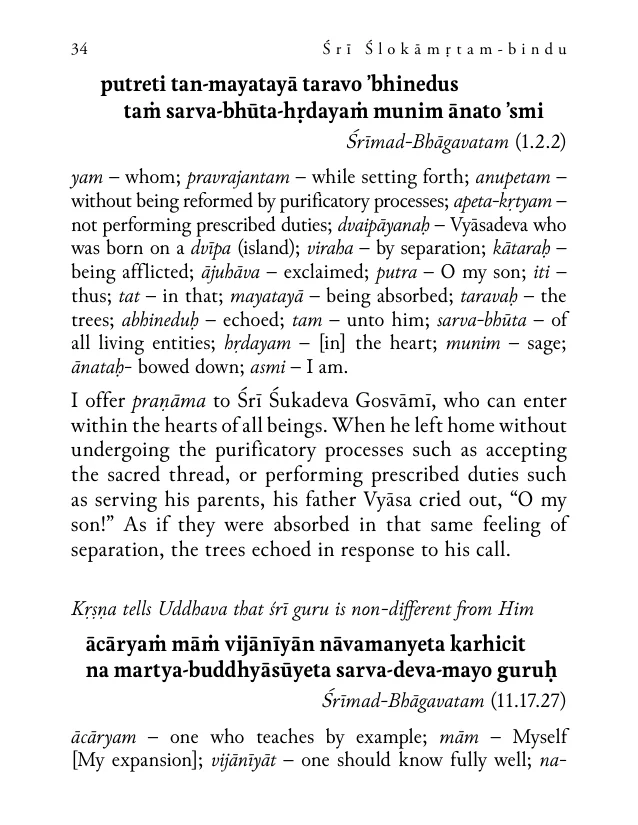 34 Śrī Ślokāmṛtam-bindu
putreti tan-mayatayā taravo ’bhinedus
taṁ sarva-bhūta-hṛdayaṁ munim ānato ’smi
Śrīmad-Bhāgavatam (1.2.2)
yam – whom; pravrajantam – while setting forth; anupetam –
without being reformed by purificatory processes; apeta-kṛtyam –
not performing prescribed duties; dvaipāyanaḥ – Vyāsadeva who
was born on a dvīpa (island); viraha – by separation; kātaraḥ –
being afflicted; ājuhāva – exclaimed; putra – O my son; iti –
thus; tat – in that; mayatayā – being absorbed; taravaḥ – the
trees; abhineduḥ – echoed; tam – unto him; sarva-bhūta – of
all living entities; hṛdayam – [in] the heart; munim – sage;
ānataḥ- bowed down; asmi – I am.
I offer praṇāma to Śrī Śukadeva Gosvāmī, who can enter
within the hearts of all beings. When he left home without
undergoing the purificatory processes such as accepting
the sacred thread, or performing prescribed duties such
as serving his parents, his father Vyāsa cried out, “O my
son!” As if they were absorbed in that same feeling of
separation, the trees echoed in response to his call.
Kṛṣṇa tells Uddhava that śrī guru is non-different from Him
ācāryaṁ māṁ vijānīyān nāvamanyeta karhicit
na martya-buddhyāsūyeta sarva-deva-mayo guruḥ
Śrīmad-Bhāgavatam (11.17.27)
ācāryam – one who teaches by example; mām – Myself
[My expansion]; vijānīyāt – one should know fully well; na-